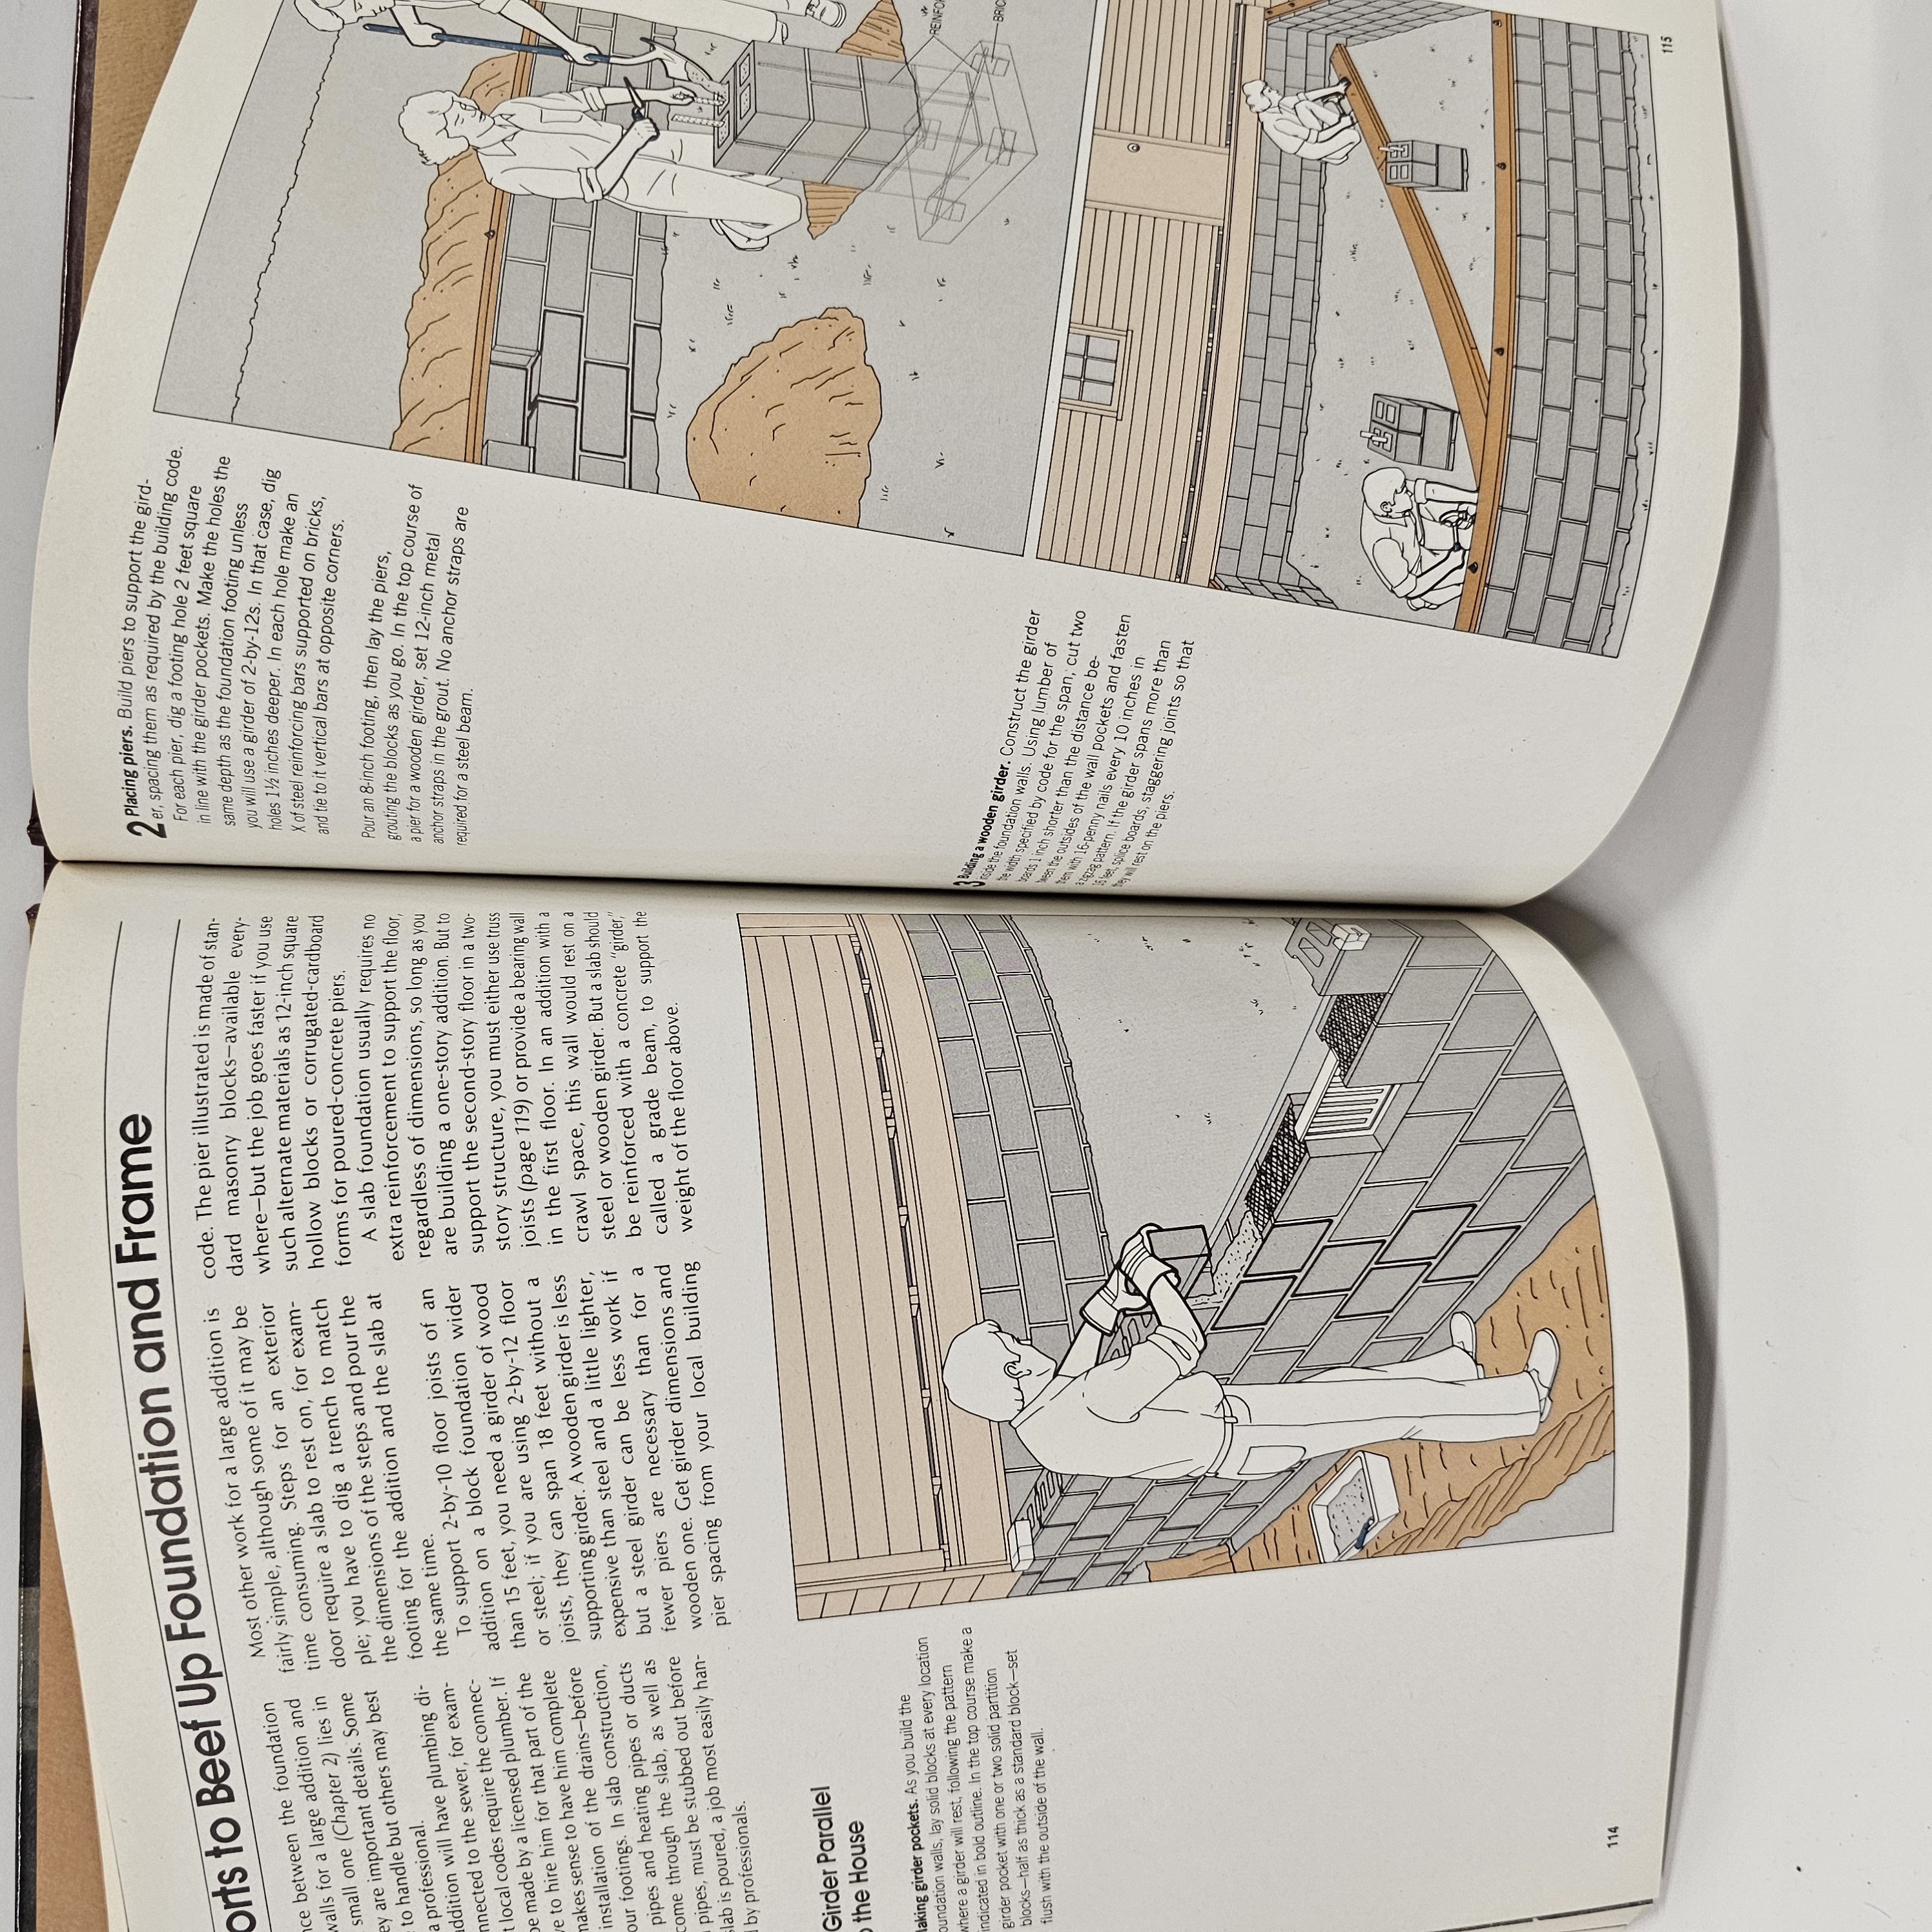 orts to Beef Up Foundation and Frame
nce between the foundation
walls for a large addition and
small one (Chapter 2) lies in
ey are important details. Some
to handle but others may best
a professional.
addition will have plumbing di-
nnected to the sewer, for exam-
t local codes require the connec-
be made by a licensed plumber. If
ve to hire him for that part of the
makes sense to have him complete
installation of the drains—before
our footings. In slab construction,
pipes and heating pipes or ducts
come through the slab, as well as
pipes, must be stubbed out before
slab is poured, a job most easily han-
by professionals.
Most other work for a large addition is
fairly simple, although some of it may be
time consuming. Steps for an exterior
door require a slab to rest on, for exam-
ple; you have to dig a trench to match
the dimensions of the steps and pour the
footing for the addition and the slab at
the same time.
To support 2-by-10 floor joists of an
addition on a block foundation wider
than 15 feet, you need a girder of wood
or steel; if you are using 2-by-12 floor
joists, they can span 18 feet without a
supporting girder. A wooden girder is less
expensive than steel and a little lighter,
but a steel girder can be less work if
fewer piers are necessary than for a
wooden one. Get girder dimensions and
pier spacing from your local building
code. The pier illustrated is made of stan-
dard masonry blocks—available every-
where—but the job goes faster if you use
such alternate materials as 12-inch square
hollow blocks or corrugated-cardboard
forms for poured-concrete piers.
A slab foundation usually requires no
extra reinforcement to support the floor,
regardless of dimensions, so long as you
are building a one-story addition. But to
support the second-story floor in a two-
story structure, you must either use truss
joists (page 119) or provide a bearing wall
in the first floor. In an addition with a
crawl space, this wall would rest on a
steel or wooden girder. But a slab should
be reinforced with a concrete “girder,”
called a grade beam, to support the
weight of the floor above.
Girder Parallel
o the House
laking girder pockets. As you build the
oundation walls, lay solid blocks at every location
where a girder will rest, following the pattern
indicated in bold outline. In the top course make a
girder pocket with one or two solid partition
blocks—half as thick as a standard block—set
flush with the outside of the wall.
114
2 Placing piers. Build piers to support the gird-
er, spacing them as required by the building code.
For each pier, dig a footing hole 2 feet square
in line with the girder pockets. Make the holes the
same depth as the foundation footing unless
you will use a girder of 2-by-12s. In that case, dig
holes 1½ inches deeper. In each hole make an
X of steel reinforcing bars supported on bricks,
and tie to it vertical bars at opposite corners.
Pour an 8-inch footing, then lay the piers,
grouting the blocks as you go. In the top course of
a pier for a wooden girder, set 12-inch metal
anchor straps in the grout. No anchor straps are
required for a steel beam.
REINFO
BRIC
3 Building a wooden girder. Construct the girder
inside the foundation walls. Using lumber of
the width specified by code for the span, cut two
boards 1 inch shorter than the distance be-
tween the outsides of the wall pockets and fasten
them with 16-penny nails every 10 inches in
a zigzag pattern. If the girder spans more than
16 feet, splice boards, staggering joints so that
they will rest on the piers.
115